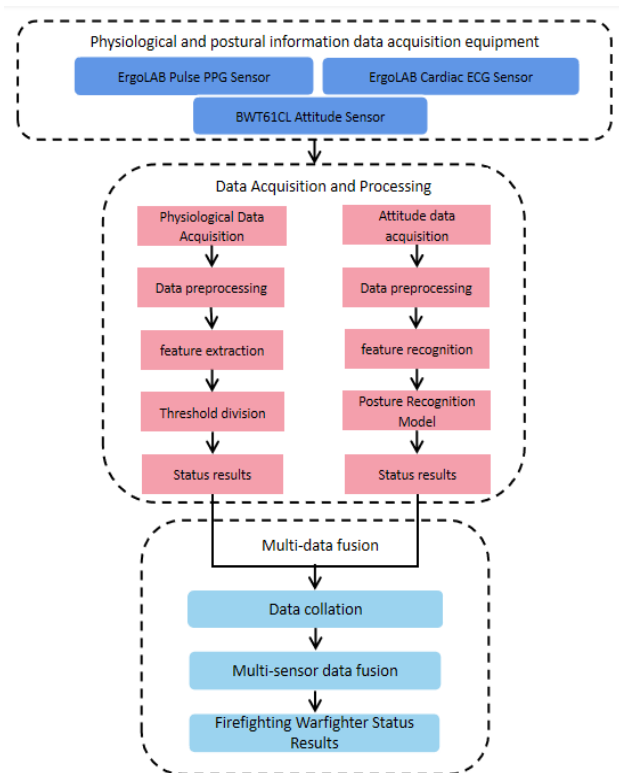 Physiological and postural information data acquisition equipment
ErgoLAB Pulse PPG Sensor
ErgoLAB Cardiac ECG Sensor
BWT61CL Attitude Sensor
Data Acquisition and Processing
Physiological Data
Acquisition
Data preprocessing
feature extraction
Threshold division
Status results
Attitude data
acquisition
Data preprocessing
feature recognition
Posture Recognition
Model
Status results
Multi-data fusion
Data collation
Multi-sensor data fusion
Firefighting Warfighter Status
Results